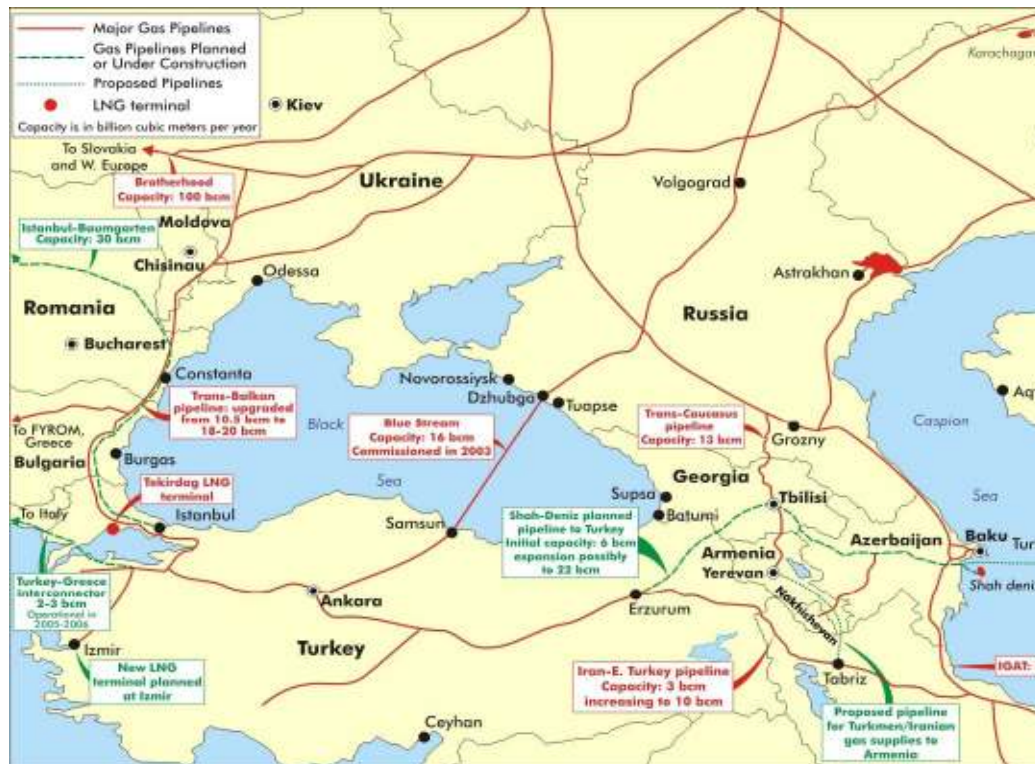 Major Gas Pipelines
Gas Pipelines Planned
or Under Construction
Proposed Pipelines
LNG terminal
Capacity is in billion cubic meters per year
Karachagan
Kiev
To Slovakia
and W. Europe
Brotherhood
Capacity: 100 bcm
Ukraine
Volgograd
Moldova
Istanbul-Baumgarten
Capacity: 30 bcm
Chisinau
Odessa
Astrakhan
Romania
Russia
Bucharest
Constanta
Novorossiysk
Dzhubga
Tuapse
Aq
Trans-Balkan
pipeline: upgraded
from 10.5 bcm to
18-20 bcm
Black
Sea
Blue Stream
Capacity: 16 bcm
Commissioned in 2003
Trans-Caucasus
pipeline
Capacity: 13 bcm
Grozny
Caspian
Sea
To FYROM,
Greece
Bulgaria
Burgas
Tekirdag LNG
terminal
Georgia
Tbilisi
Supsa
Batumi
To Italy
Istanbul
Samsun
Shah-Deniz planned
pipeline to Turkey
Initial capacity: 6 bcm
expansion possibly
to 22 bcm
Armenia
Yerevan
Azerbaijan
Baku
Tur
Shah deniz
Turkey-Greece
interconnector
2-3 bcm
Operational in
2005-2006
Ankara
Erzurum
Nakhichevan
Izmir
Turkey
New LNG
terminal planned
at Izmir
Iran-E. Turkey pipeline
Capacity: 3 bcm
increasing to 10 bcm
Tabriz
IGAT:
Ceyhan
Proposed pipeline
for Turkmen/Iranian
gas supplies to
Armenia